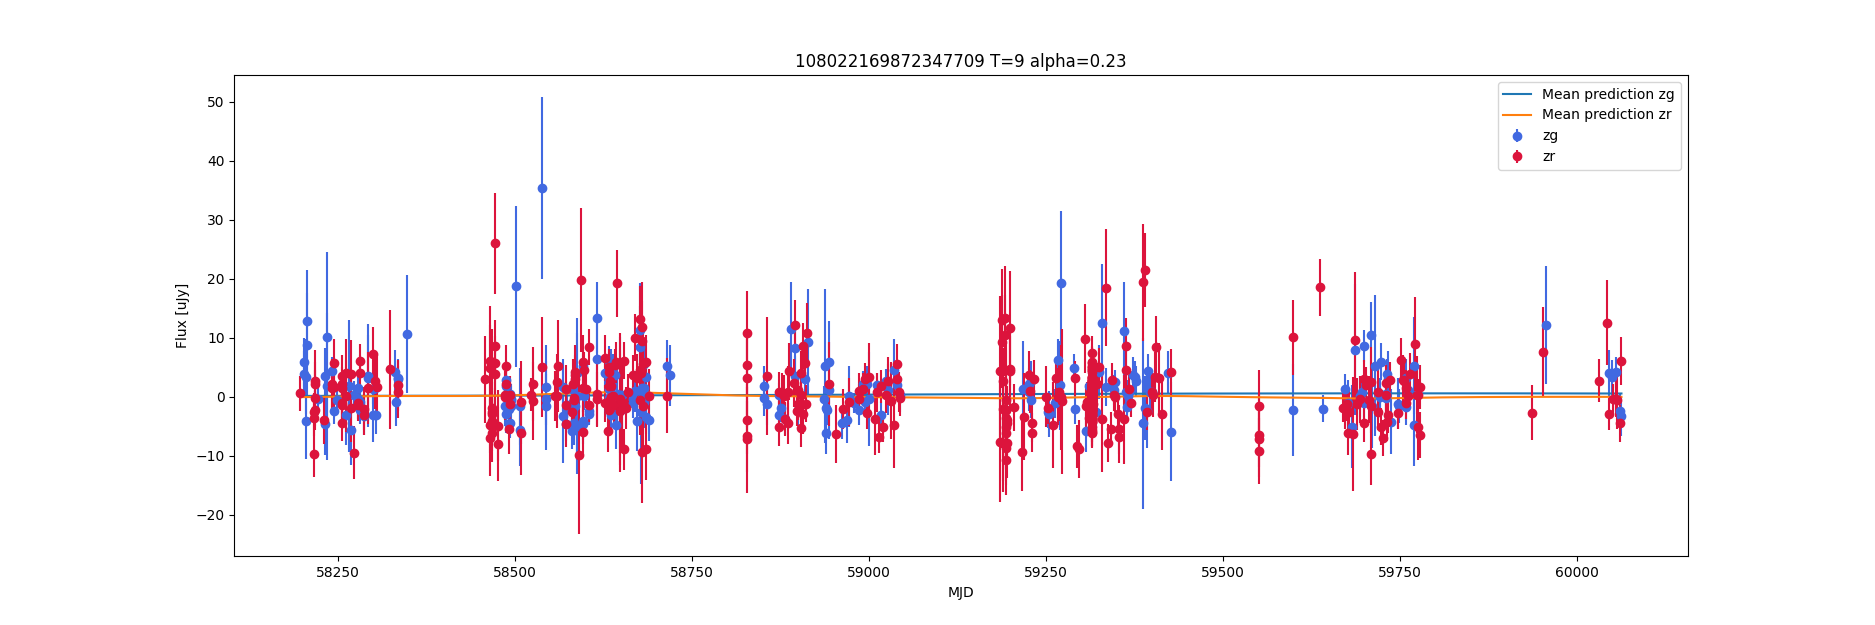 108022169872347709 T=9 alpha=0.23
Flux [uJy]
50
40
30
20
10
0
−10
−20
58250 58500 58750 59000 59250 59500 59750 60000
MJD
Mean prediction zg
Mean prediction zr
zg
zr